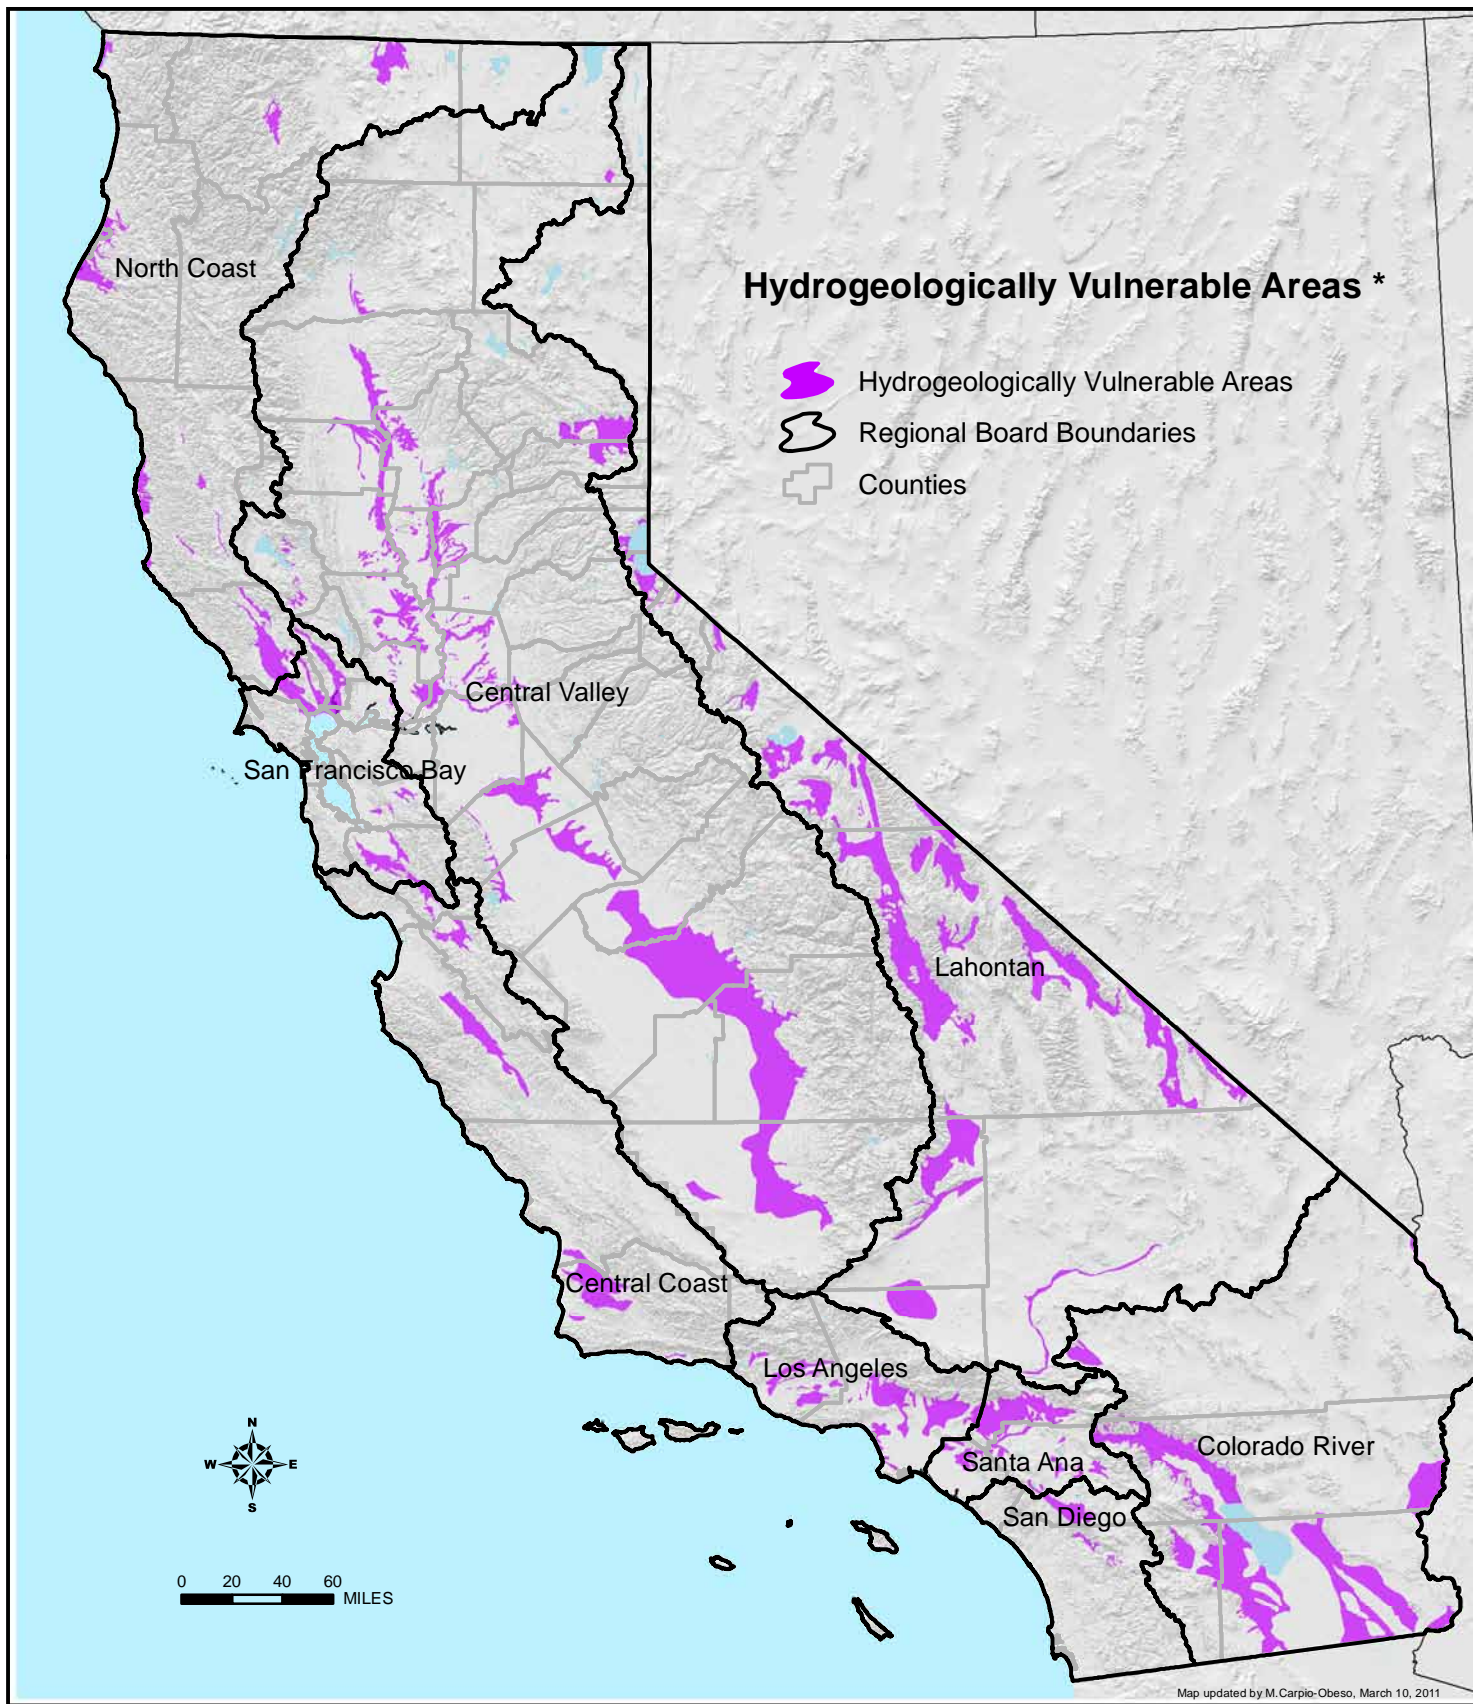 Hydrogeologically Vulnerable Areas *
Hydrogeologically Vulnerable Areas
Regional Board Boundaries
Counties
North Coast
Central Valley
San Francisco Bay
Lahontan
Central Coast
Los Angeles
Colorado River
Santa Ana
San Diego
N
W E
S
0 20 40 60
MILES
Map updated by M.Carpio-Obeso, March 10, 2011